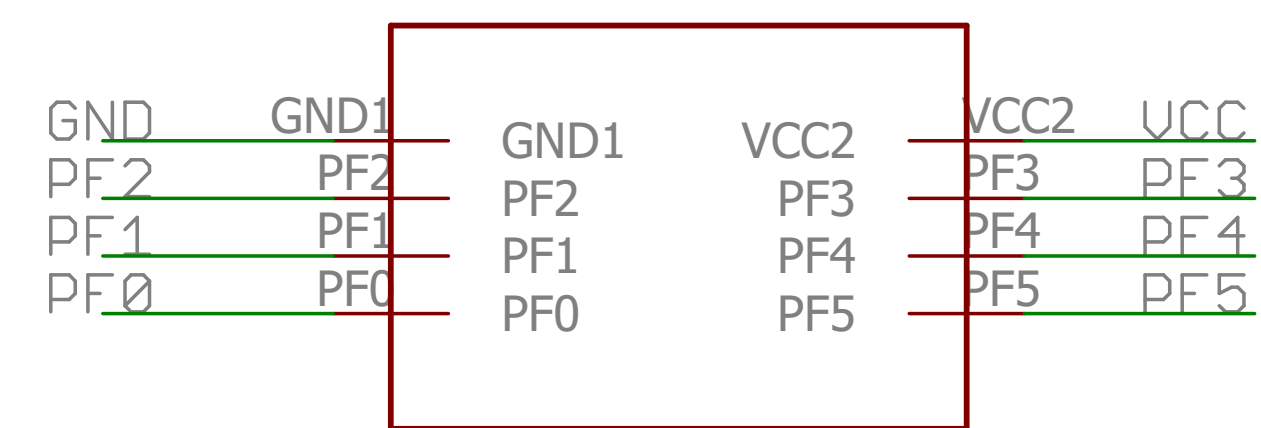 GND GND1 GND1 VCC2 VCC2 VCC
PF2 PF2 PF2 PF3 PF3 PF3
PF1 PF1 PF1 PF4 PF4 PF4
PF0 PF0 PF0 PF5 PF5 PF5